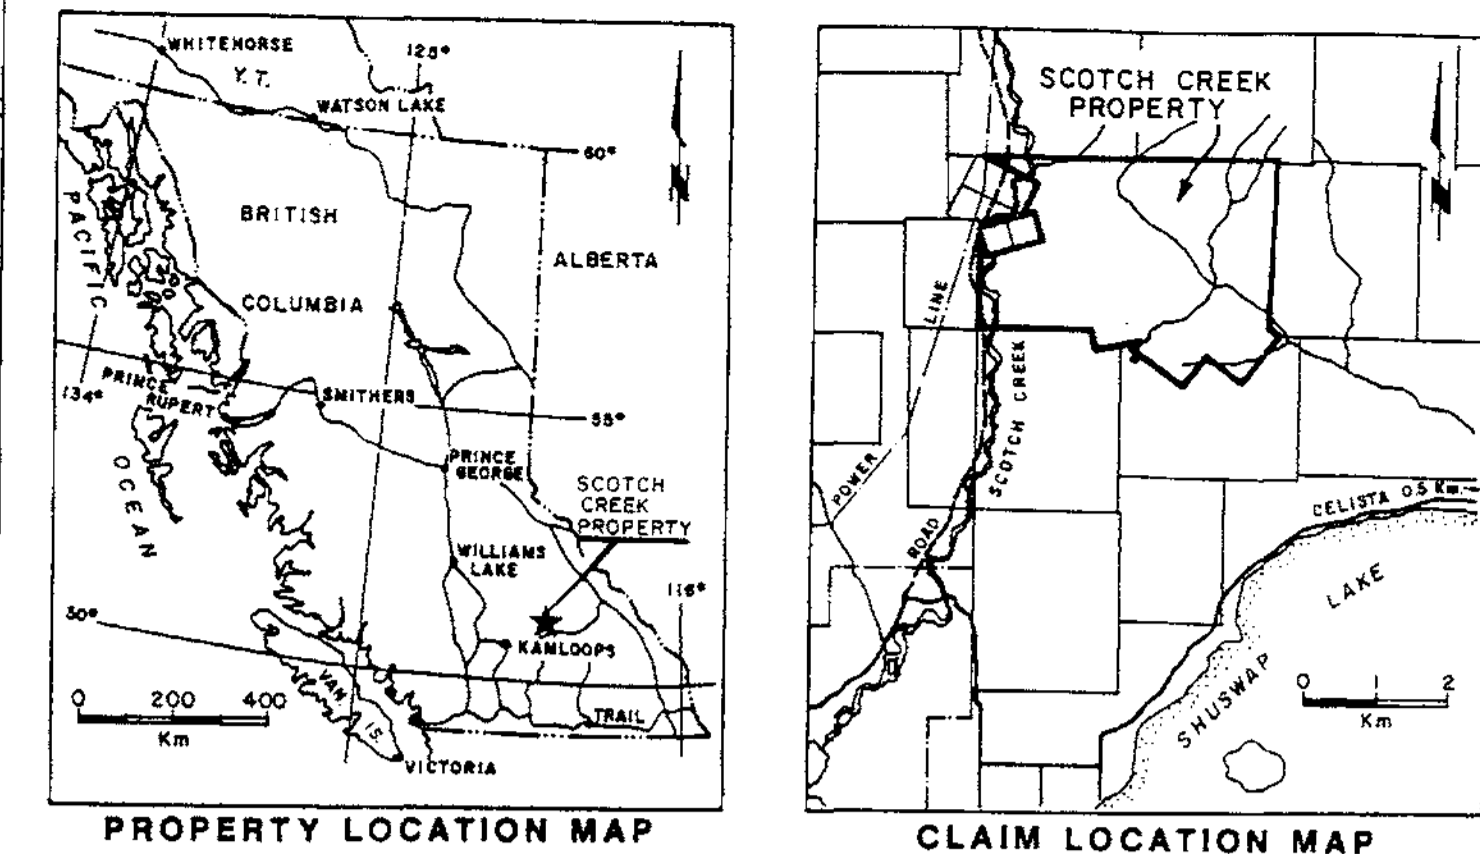 WHITEHORSE
Y.T.
125°
WATSON LAKE
60°
BRITISH
ALBERTA
COLUMBIA
PACIFIC
OCEAN
134°
PRINCE
RUPERT
SMITHERS
55°
PRINCE
GEORGE
SCOTCH
CREEK
PROPERTY
WILLIAMS
LAKE
116°
50°
KAMLOOPS
VAN.
IS.
TRAIL
VICTORIA
0 200 400
Km
PROPERTY LOCATION MAP
SCOTCH CREEK
PROPERTY
LINE
POWER
SCOTCH CREEK
ROAD
CELISTA 0.5 Km.
LAKE
SHUSWAP
0 1 2
Km
CLAIM LOCATION MAP